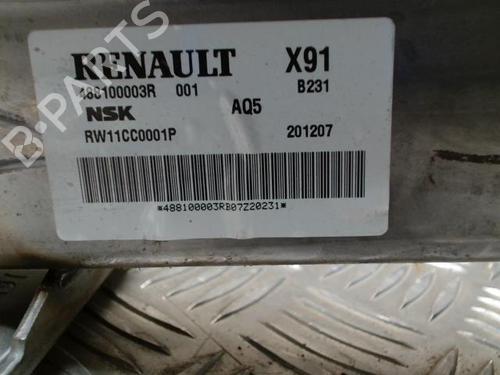 RENAULT X91
488100003R 001 B231
NSK AQ5
RW11CC0001P 201207
*488100003RB07Z20231*
B-PARTS